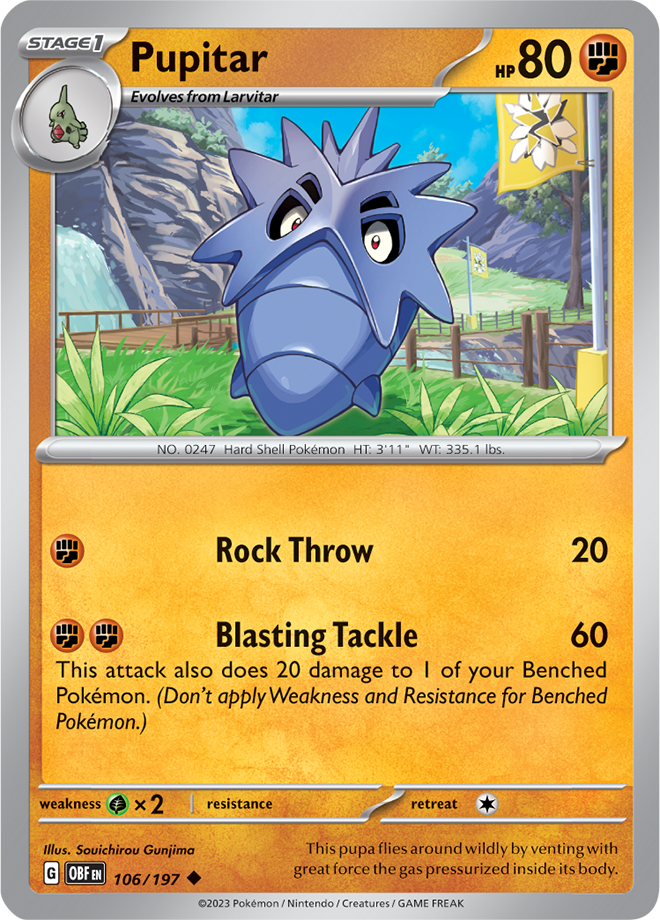 STAGE1
Pupitar
HP 80
Evolves from Larvitar
NO. 0247 Hard Shell Pokémon HT: 3'11" WT: 335.1 lbs.
Rock Throw 20
Blasting Tackle 60
This attack also does 20 damage to 1 of your Benched
Pokémon. (Don't apply Weakness and Resistance for Benched
Pokémon.)
weakness ×2 resistance retreat
Illus. Souichirou Gunjima
This pupa flies around wildly by venting with
great force the gas pressurized inside its body.
G OBF EN 106/197
©2023 Pokémon / Nintendo / Creatures / GAME FREAK